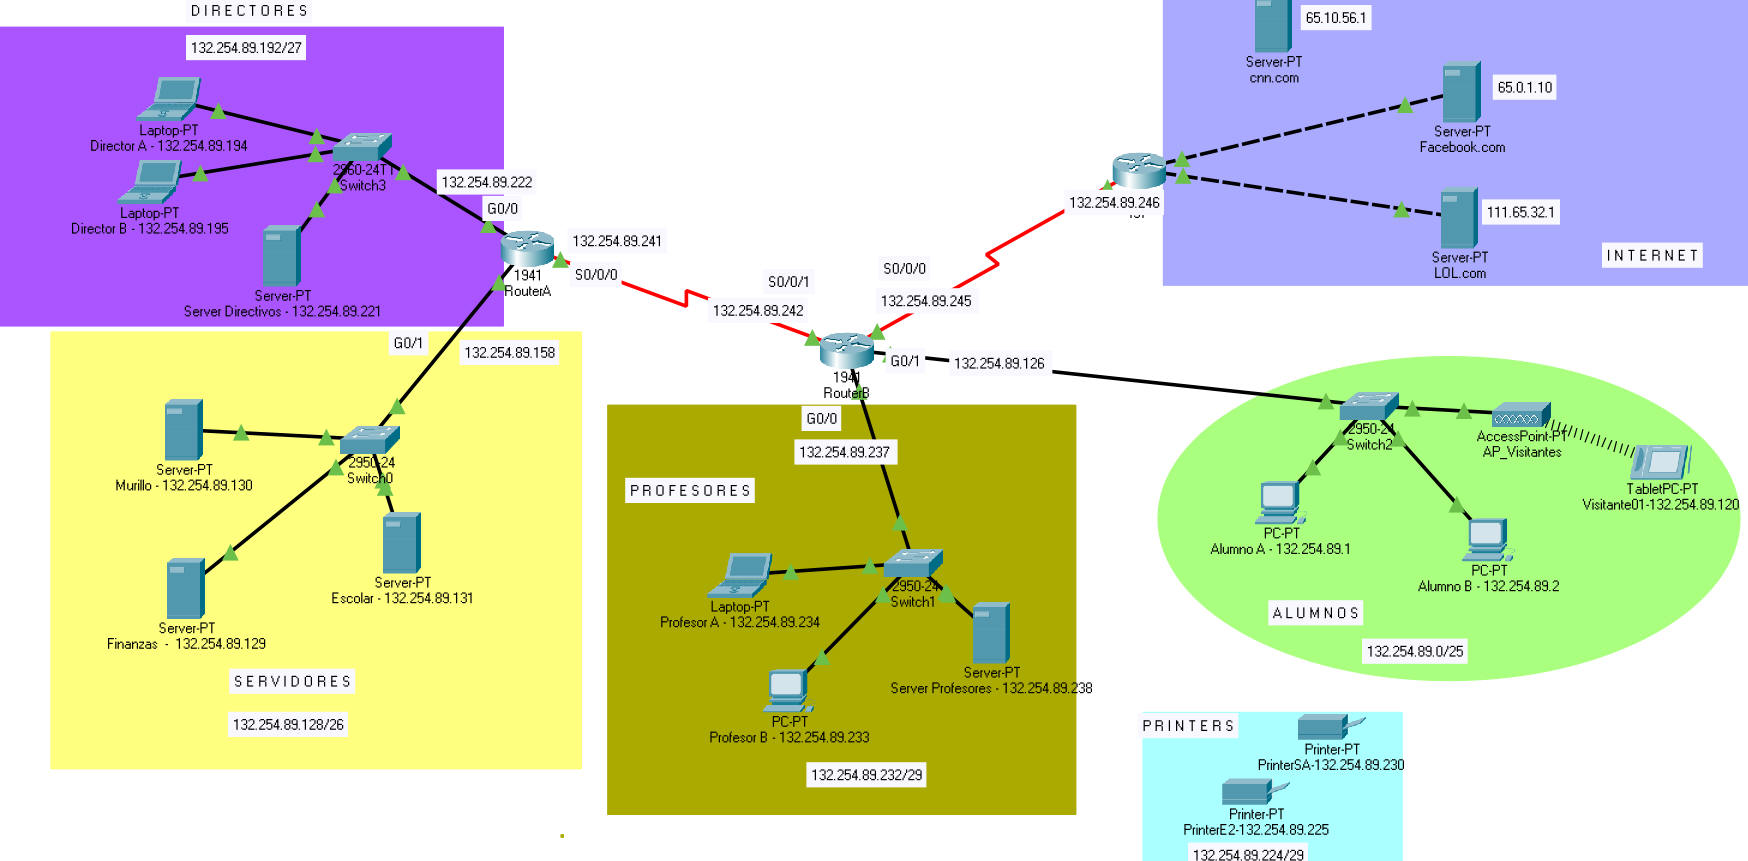 DIRECTORES
132.254.89.192/27
Laptop-PT
Director A - 132.254.89.194
Laptop-PT
Director B - 132.254.89.195
2960-24TT
Switch3
Server-PT
Server Directivos - 132.254.89.221
132.254.89.222
G0/0
132.254.89.241
S0/0/0
1941
RouterA
G0/1
132.254.89.158
Server-PT
Murillo - 132.254.89.130
2950-24
Switch0
Server-PT
Escolar - 132.254.89.131
Server-PT
Finanzas - 132.254.89.129
SERVIDORES
132.254.89.128/26
S0/0/1
132.254.89.242
S0/0/0
132.254.89.245
1941
RouterB
G0/1
132.254.89.126
G0/0
132.254.89.237
PROFESORES
2950-24
Switch1
Laptop-PT
Profesor A - 132.254.89.234
Server-PT
Server Profesores - 132.254.89.238
PC-PT
Profesor B - 132.254.89.233
132.254.89.232/29
132.254.89.246
65.10.56.1
Server-PT
cnn.com
65.0.1.10
Server-PT
Facebook.com
111.65.32.1
Server-PT
LOL.com
INTERNET
2950-24
Switch2
AccessPoint-PT
AP_Visitantes
TabletPC-PT
Visitante01-132.254.89.120
PC-PT
Alumno A - 132.254.89.1
PC-PT
Alumno B - 132.254.89.2
ALUMNOS
132.254.89.0/25
PRINTERS
Printer-PT
PrinterSA-132.254.89.230
Printer-PT
PrinterE2-132.254.89.225
132.254.89.224/29